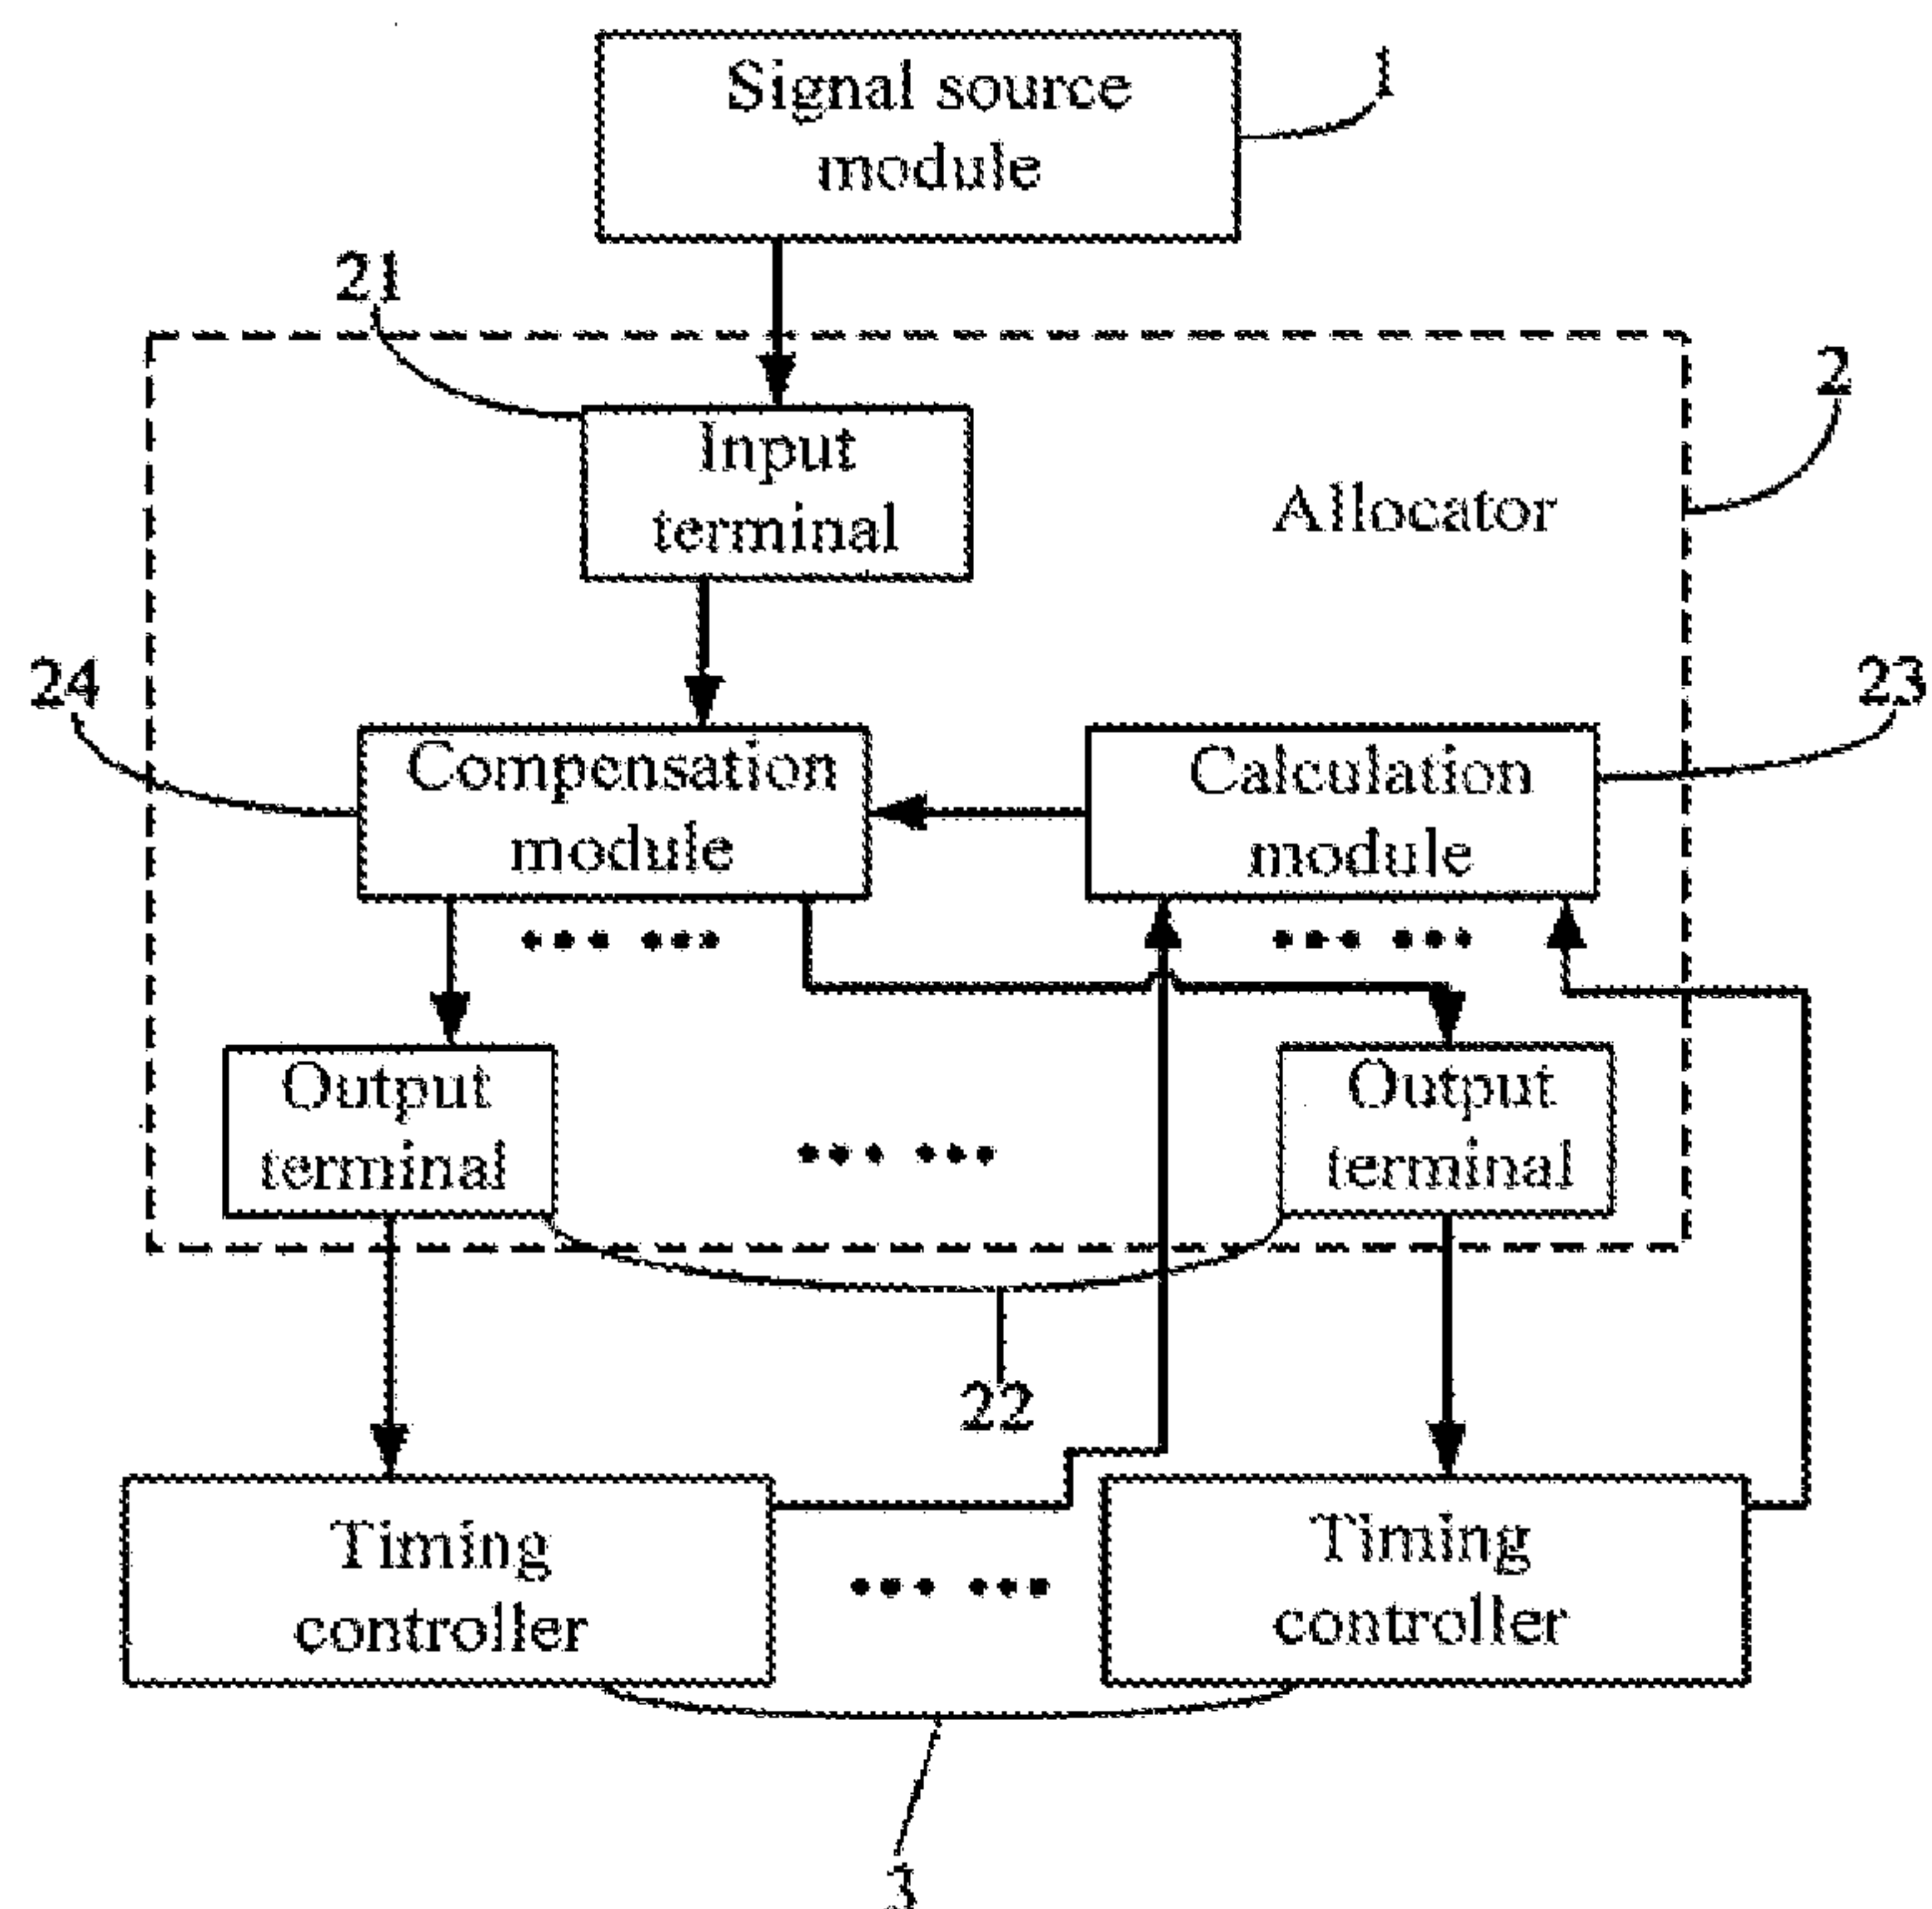 Signal source
module
1
21
2
Input
terminal
Allocator
24
23
Compensation
module
Calculation
module
Output
terminal
Output
terminal
22
Timing
controller
Timing
controller
3